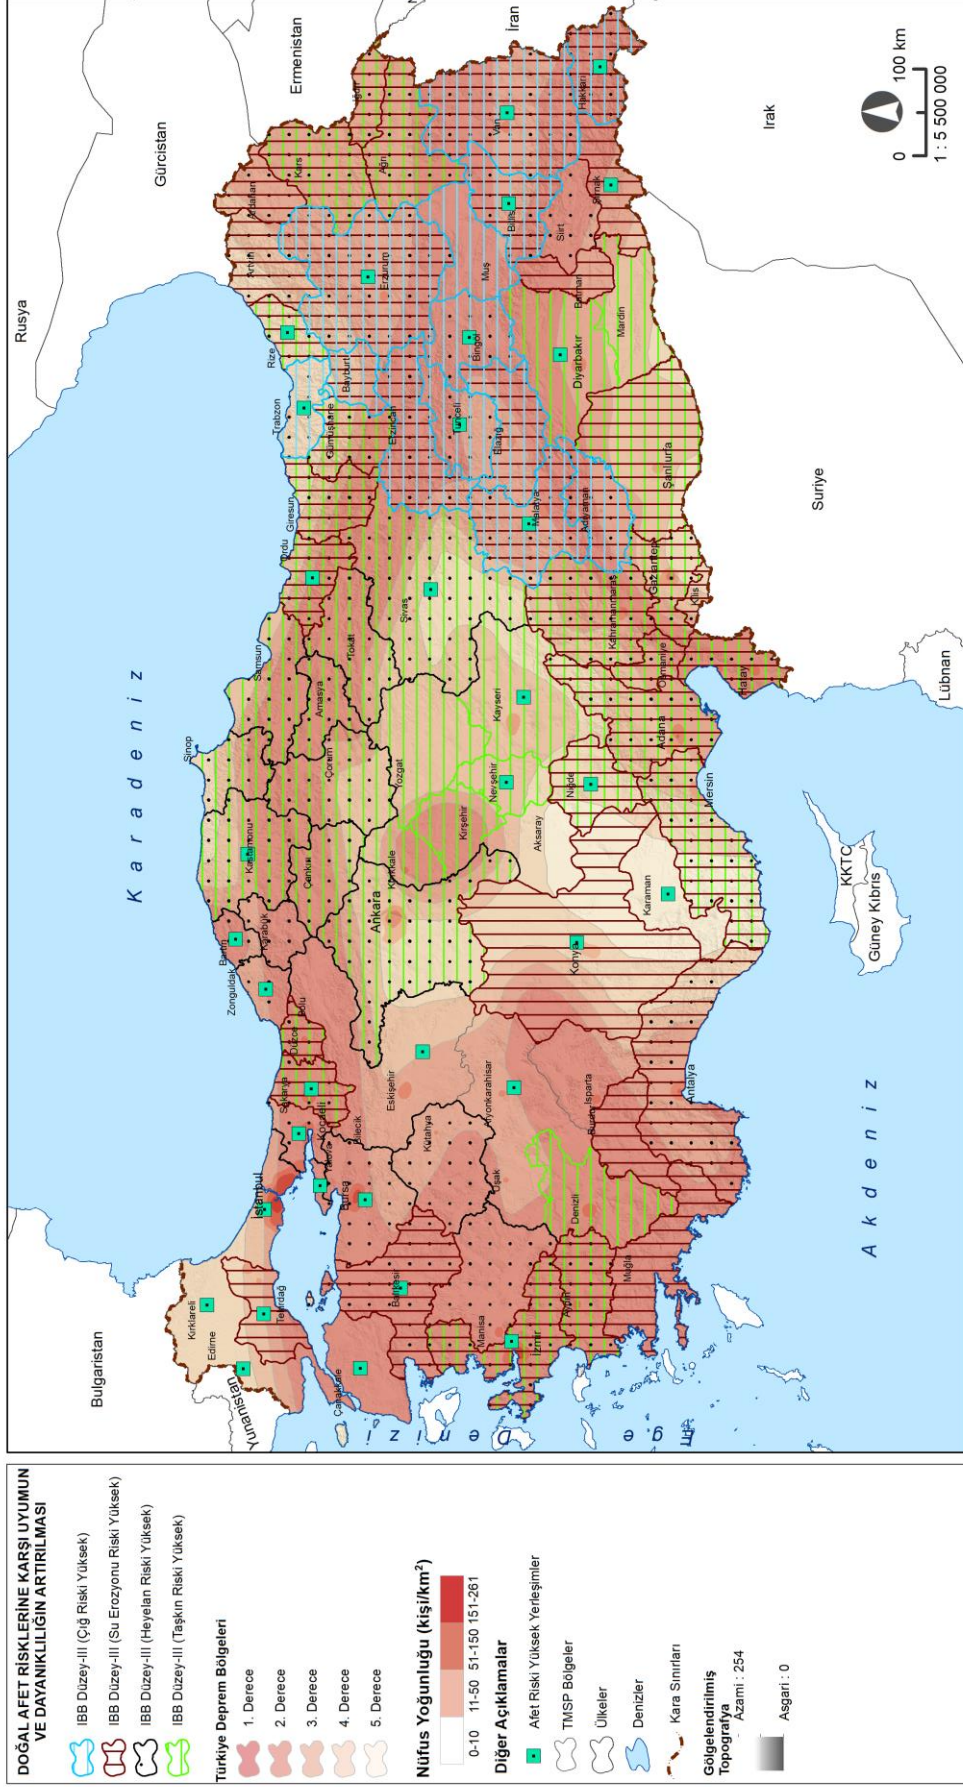 DOĞAL AFET RİSKLERİNE KARŞI UYUMUN
VE DAYANIKLILIĞIN ARTIRILMASI
IBB Düzey-III (Çığ Riski Yüksek)
IBB Düzey-III (Su Erozyonu Riski Yüksek)
IBB Düzey-III (Heyelan Riski Yüksek)
IBB Düzey-III (Taşkın Riski Yüksek)
Türkiye Deprem Bölgeleri
1. Derece
2. Derece
3. Derece
4. Derece
5. Derece
Nüfus Yoğunluğu (kişi/km²)
0-10 11-50 51-150 151-261
Diğer Açıklamalar
Afet Riski Yüksek Yerleşimler
TMSP Bölgeler
Ülkeler
Denizler
Kara Sınırları
Gölgelendirilmiş
Topografya
Azami : 254
Asgari : 0
Bulgaristan
Yunanistan
Rusya
Gürcistan
Ermenistan
İran
Irak
Suriye
Lübnan
KKTC
Güney Kıbris
Karadeniz
Ege Denizi
Akdeniz
Kırklareli
Edirne
Tekirdağ
İstanbul
Çanakkale
Balıkesir
Bursa
Yalova
Kocaeli
Sakarya
Bilecik
Düzce
Bolu
Zonguldak
Bartın
Karabük
Kastamonu
Sinop
Çankırı
Çorum
Amasya
Samsun
Tokat
Ordu
Giresun
Trabzon
Gümüşhane
Rize
Bayburt
Artvin
Ardahan
Kars
Iğdır
Ağrı
Erzurum
Erzincan
Sivas
Yozgat
Ankara
Kırıkkale
Kırşehir
Eskişehir
Kütahya
Afyonkarahisar
Uşak
Manisa
İzmir
Aydın
Denizli
Muğla
Burdur
Isparta
Antalya
Konya
Karaman
Aksaray
Nevşehir
Niğde
Kayseri
Mersin
Adana
Osmaniye
Hatay
Kahramanmaraş
Gaziantep
Kilis
Şanlıurfa
Adıyaman
Malatya
Elazığ
Tunceli
Bingöl
Muş
Bitlis
Van
Hakkari
Şırnak
Siirt
Batman
Mardin
Diyarbakır
0 100 km
1 : 5 500 000